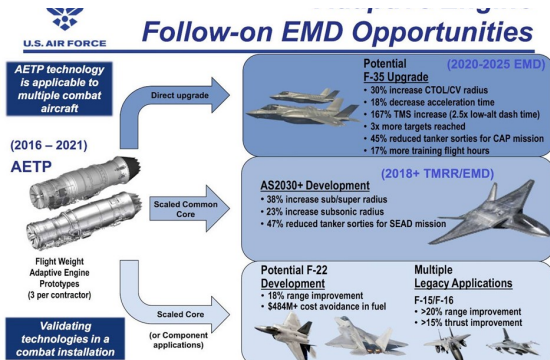 U.S. AIR FORCE
Follow-on EMD Opportunities
AETP technology
is applicable to
multiple combat
aircraft
(2016 – 2021)
AETP
Flight Weight
Adaptive Engine
Prototypes
(3 per contractor)
Validating
technologies in a
combat installation
Direct upgrade
Scaled Common
Core
Scaled Core
(or Component
applications)
Potential (2020-2025 EMD)
F-35 Upgrade
• 30% increase CTOL/CV radius
• 18% decrease acceleration time
• 167% TMS increase (2.5x low-alt dash time)
• 3x more targets reached
• 45% reduced tanker sorties for CAP mission
• 17% more training flight hours
(2018+ TMRR/EMD)
AS2030+ Development
• 38% increase sub/super radius
• 23% increase subsonic radius
• 47% reduced tanker sorties for SEAD mission
Potential F-22
Development
• 18% range improvement
• $484M+ cost avoidance in fuel
Multiple
Legacy Applications
F-15/F-16
• >20% range improvement
• >15% thrust improvement